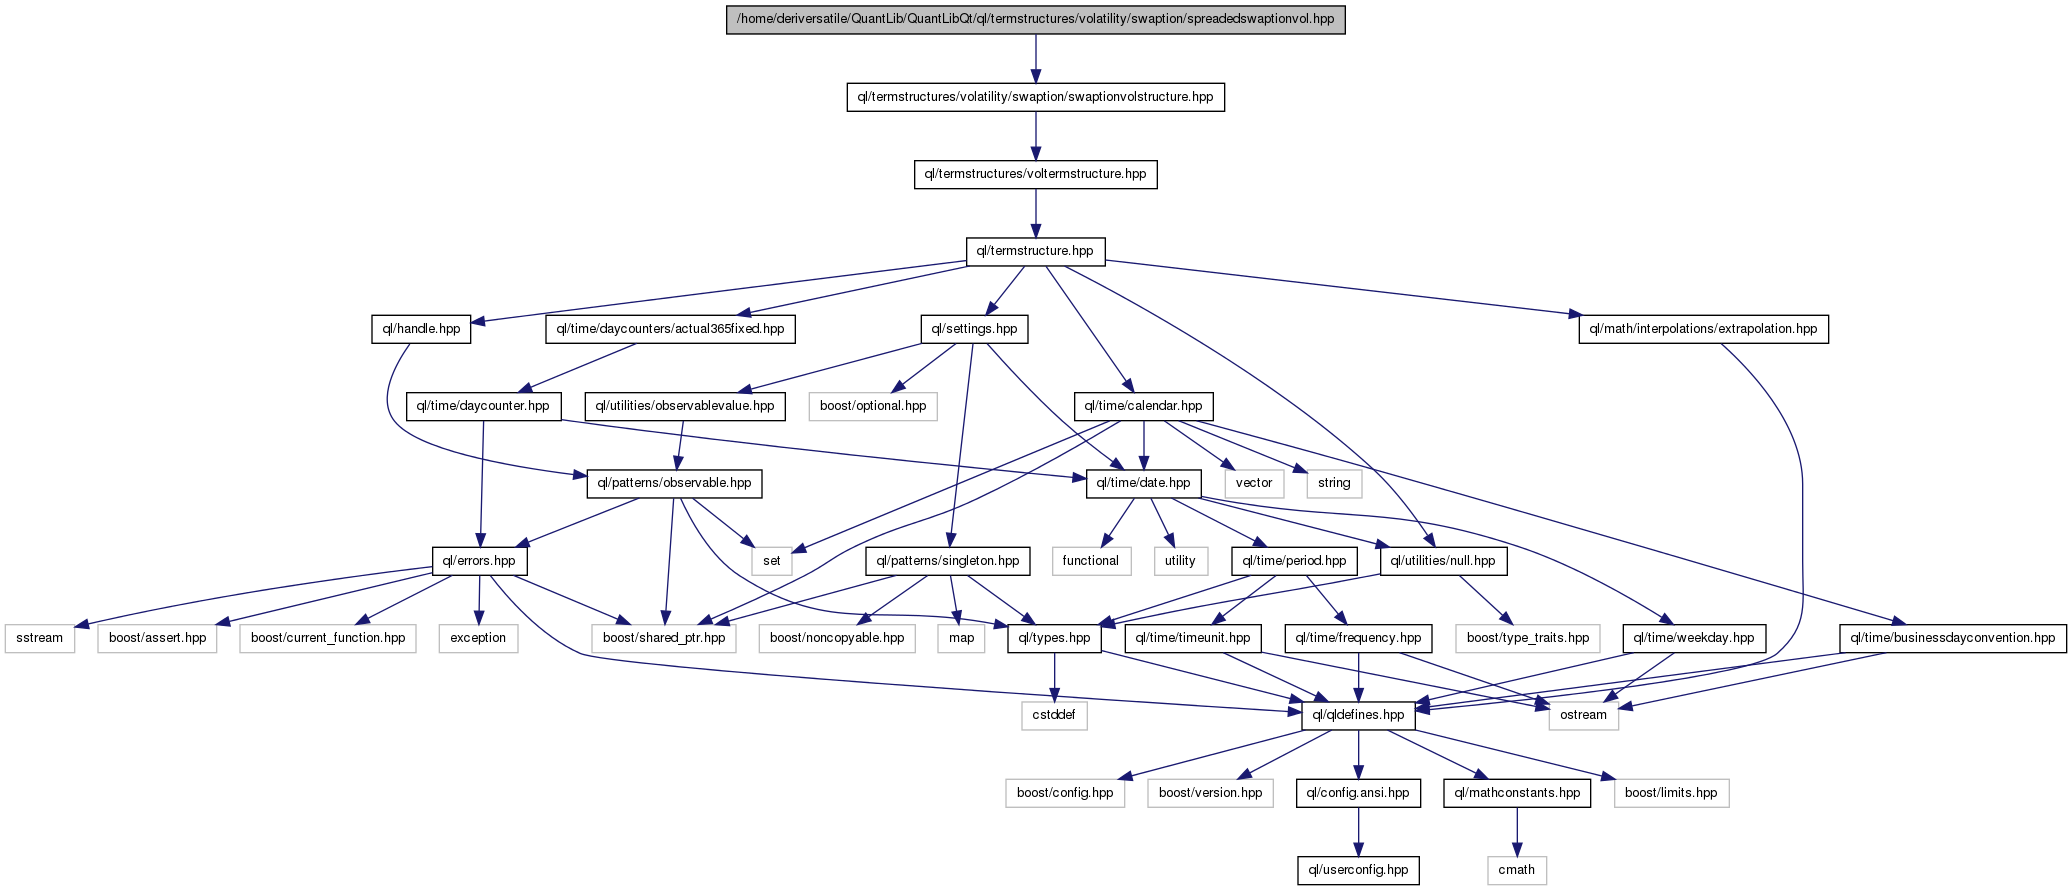 /home/deriversatile/QuantLib/QuantLibQt/ql/termstructures/volatility/swaption/spreadedswaptionvol.hpp
ql/termstructures/volatility/swaption/swaptionvolstructure.hpp
ql/termstructures/voltermstructure.hpp
ql/termstructure.hpp
ql/handle.hpp
ql/time/daycounters/actual365fixed.hpp
ql/settings.hpp
ql/math/interpolations/extrapolation.hpp
ql/time/daycounter.hpp
ql/utilities/observablevalue.hpp
boost/optional.hpp
ql/time/calendar.hpp
ql/patterns/observable.hpp
ql/time/date.hpp
vector
string
ql/errors.hpp
set
ql/patterns/singleton.hpp
functional
utility
ql/time/period.hpp
ql/utilities/null.hpp
sstream
boost/assert.hpp
boost/current_function.hpp
exception
boost/shared_ptr.hpp
boost/noncopyable.hpp
map
ql/types.hpp
ql/time/timeunit.hpp
ql/time/frequency.hpp
boost/type_traits.hpp
ql/time/weekday.hpp
ql/time/businessdayconvention.hpp
cstddef
ql/qldefines.hpp
ostream
boost/config.hpp
boost/version.hpp
ql/config.ansi.hpp
ql/mathconstants.hpp
boost/limits.hpp
ql/userconfig.hpp
cmath